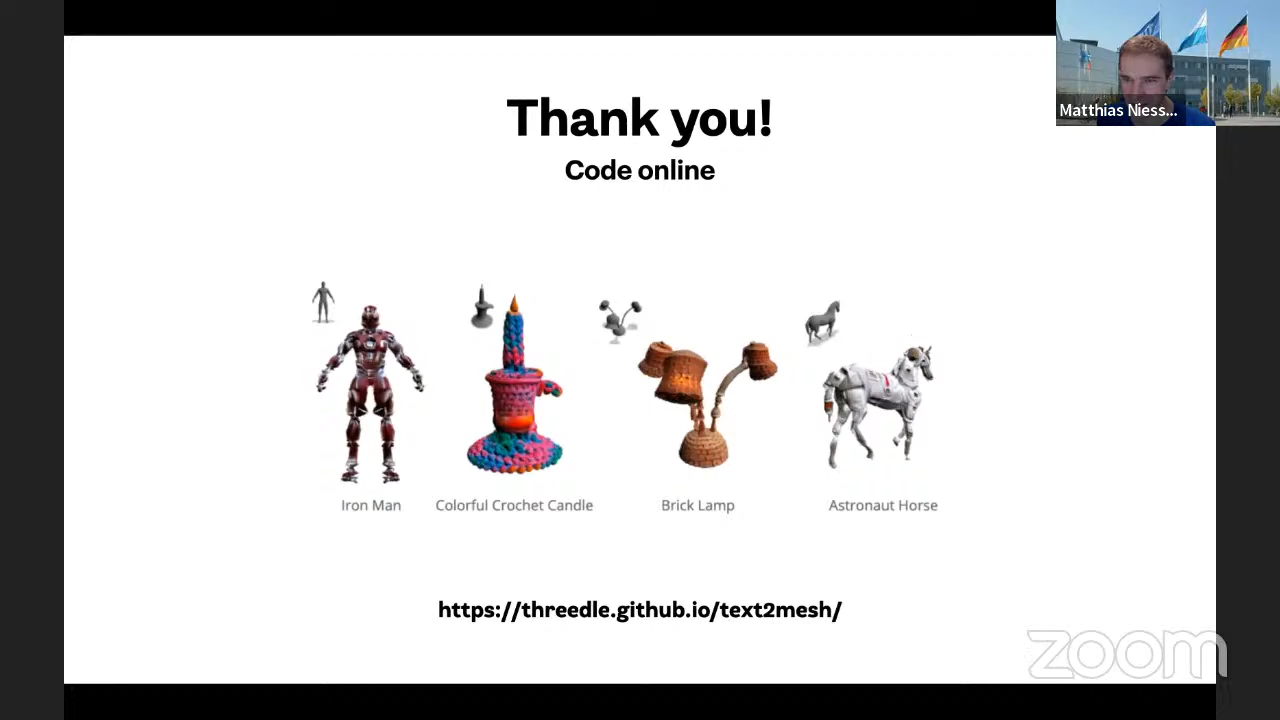 Thank you!
Code online
Matthias Niess...
Iron Man
Colorful Crochet Candle
Brick Lamp
Astronaut Horse
https://threedle.github.io/text2mesh/
zoom